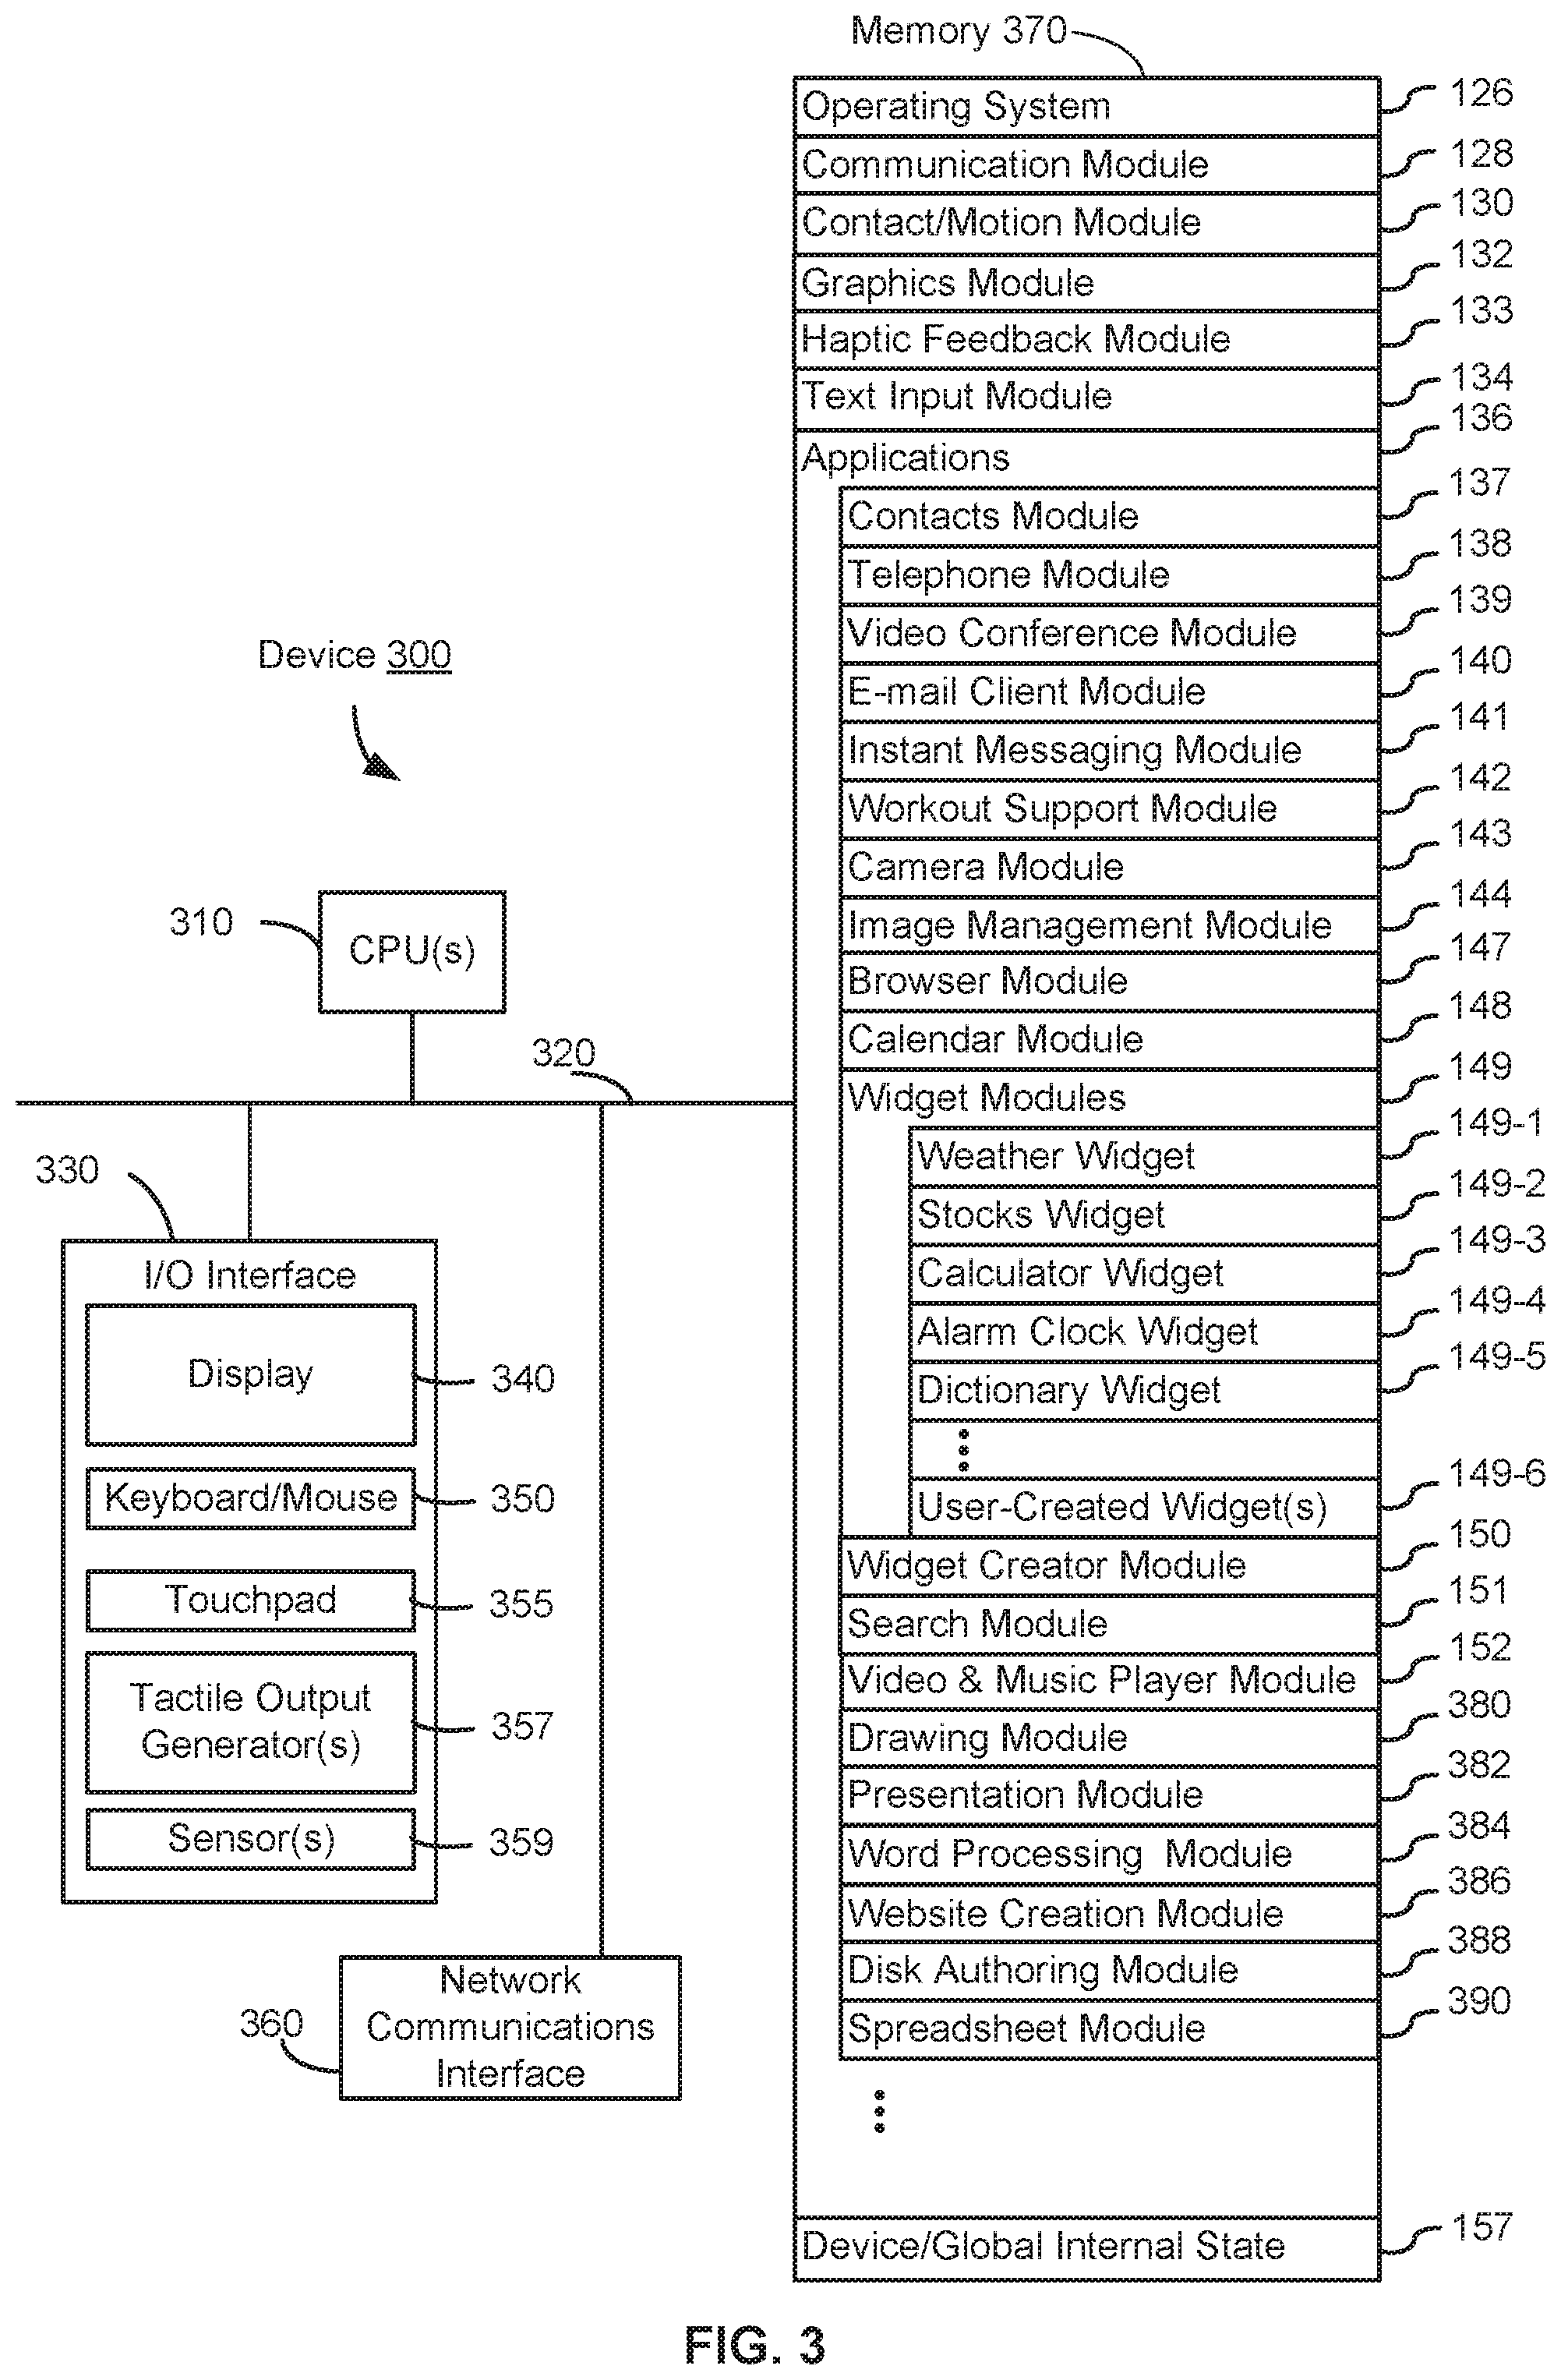 Memory 370
Operating System 126
Communication Module 128
Contact/Motion Module 130
Graphics Module 132
Haptic Feedback Module 133
Text Input Module 134
Applications 136
Contacts Module 137
Telephone Module 138
Video Conference Module 139
E-mail Client Module 140
Instant Messaging Module 141
Workout Support Module 142
Camera Module 143
Image Management Module 144
Browser Module 147
Calendar Module 148
Widget Modules 149
Weather Widget 149-1
Stocks Widget 149-2
Calculator Widget 149-3
Alarm Clock Widget 149-4
Dictionary Widget 149-5
User-Created Widget(s) 149-6
Widget Creator Module 150
Search Module 151
Video & Music Player Module 152
Drawing Module 380
Presentation Module 382
Word Processing Module 384
Website Creation Module 386
Disk Authoring Module 388
Spreadsheet Module 390
Device/Global Internal State 157
Device 300
310
CPU(s)
320
330
I/O Interface
Display 340
Keyboard/Mouse 350
Touchpad 355
Tactile Output
Generator(s) 357
Sensor(s) 359
360
Network
Communications
Interface
FIG. 3